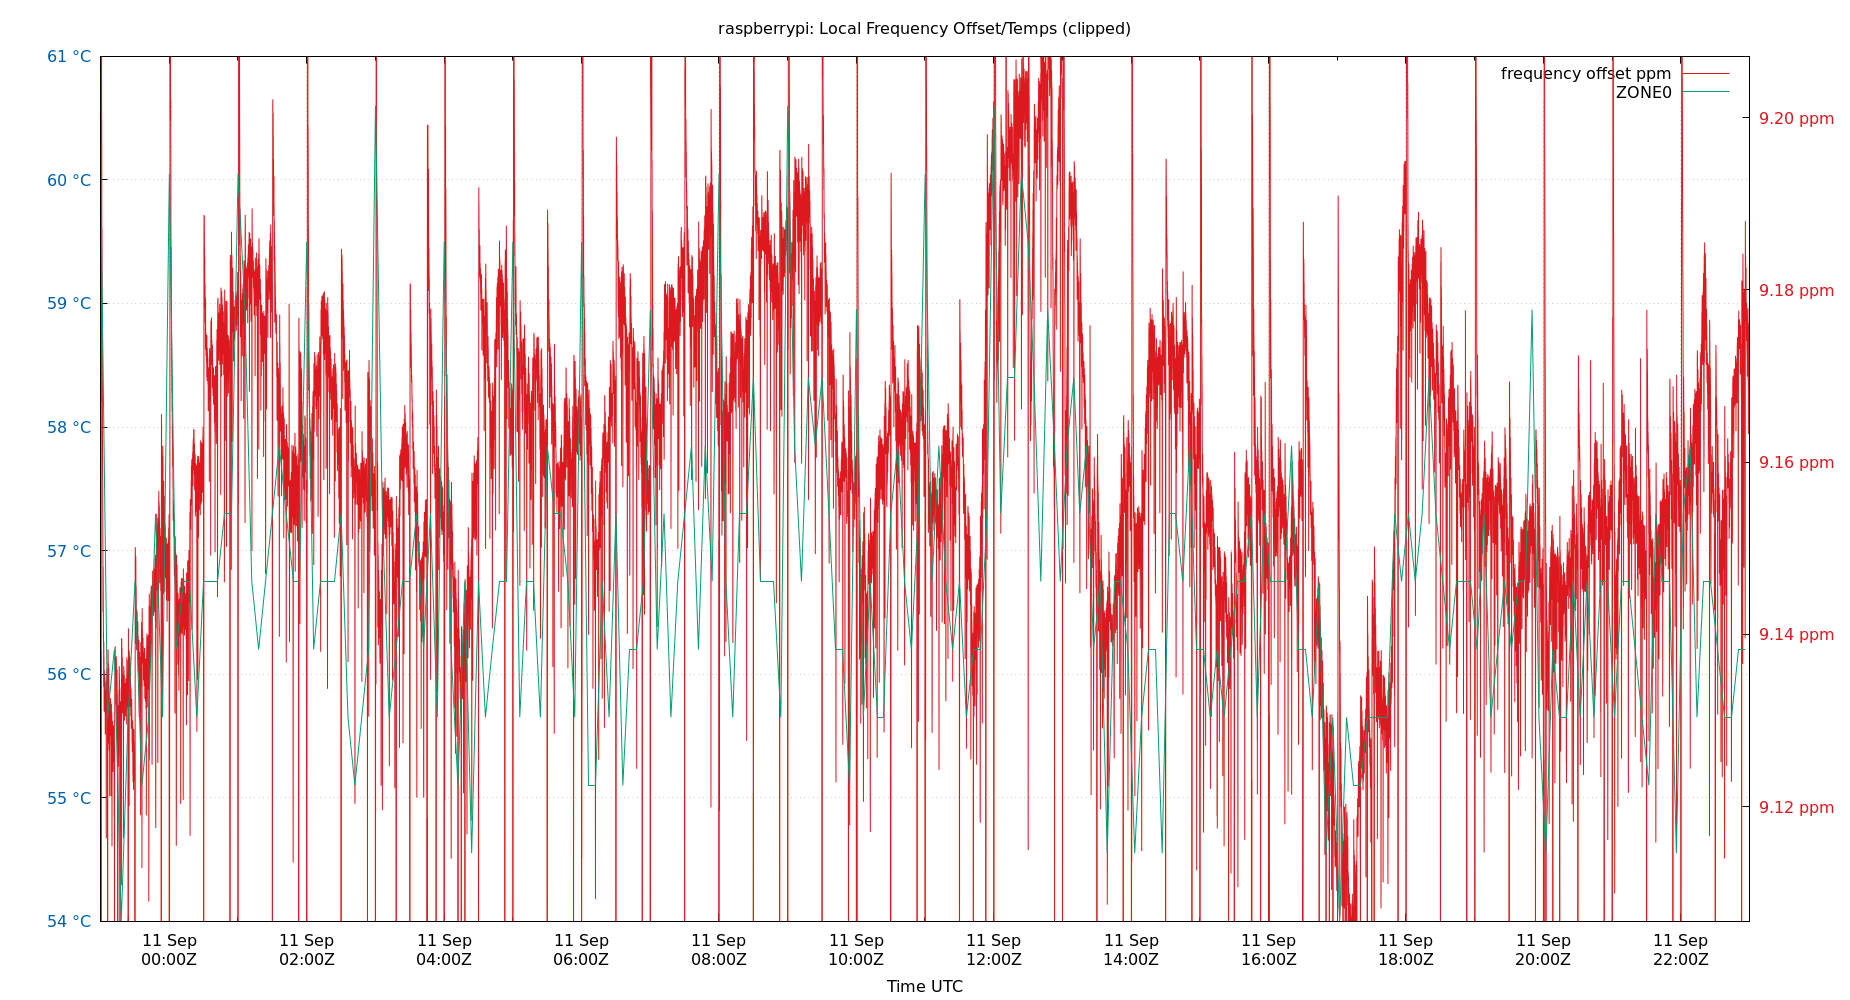 raspberrypi: Local Frequency Offset/Temps (clipped)
61 °C
60 °C
59 °C
58 °C
57 °C
56 °C
55 °C
54 °C
frequency offset ppm
ZONE0
9.20 ppm
9.18 ppm
9.16 ppm
9.14 ppm
9.12 ppm
11 Sep 11 Sep 11 Sep 11 Sep 11 Sep 11 Sep 11 Sep 11 Sep 11 Sep 11 Sep 11 Sep 11 Sep
00:00Z 02:00Z 04:00Z 06:00Z 08:00Z 10:00Z 12:00Z 14:00Z 16:00Z 18:00Z 20:00Z 22:00Z
Time UTC